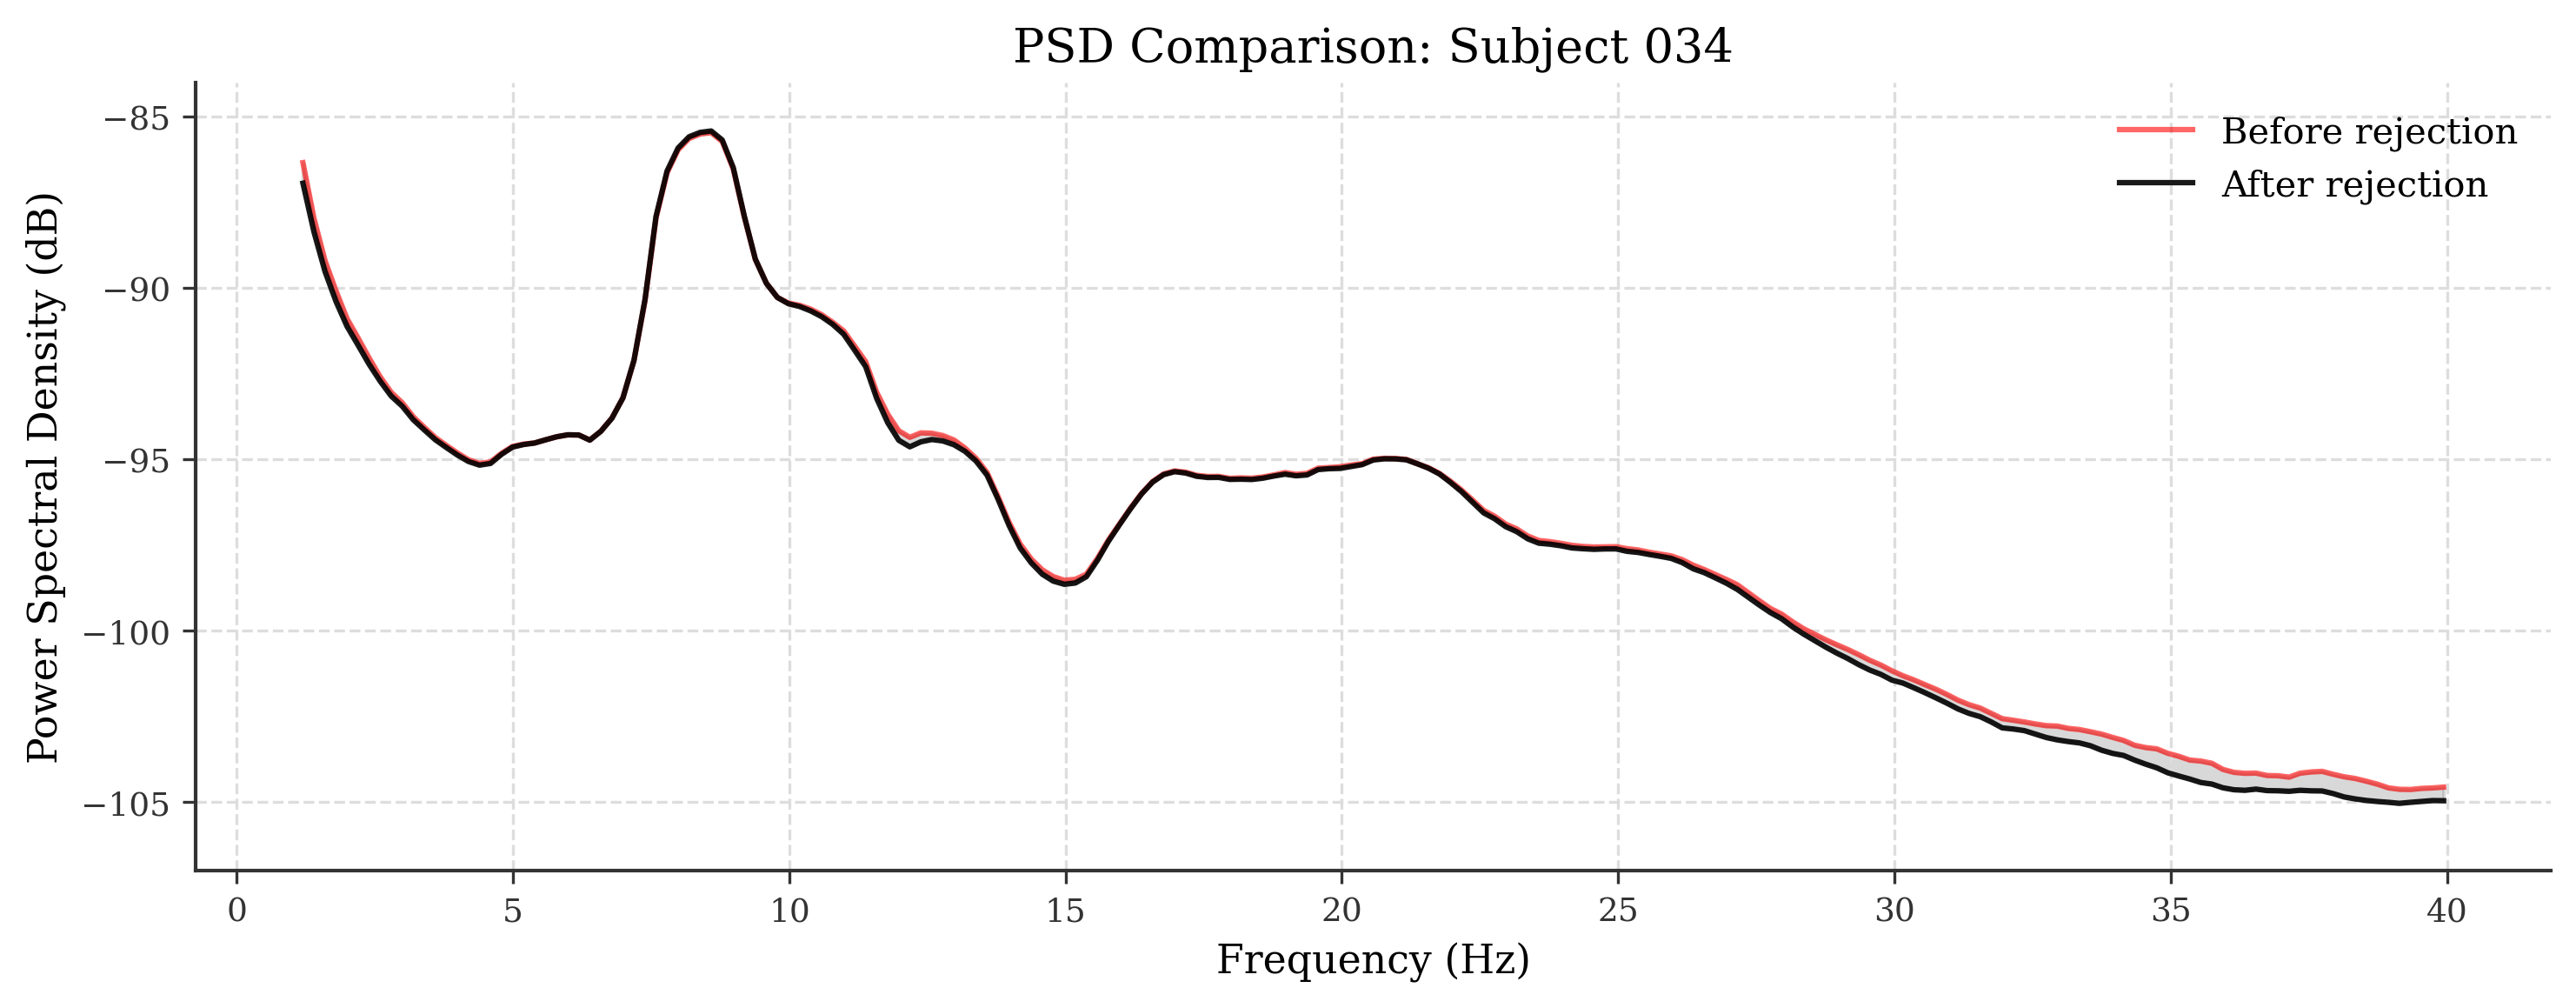 PSD Comparison: Subject 034
Before rejection
After rejection
Power Spectral Density (dB)
−85
−90
−95
−100
−105
0 5 10 15 20 25 30 35 40
Frequency (Hz)